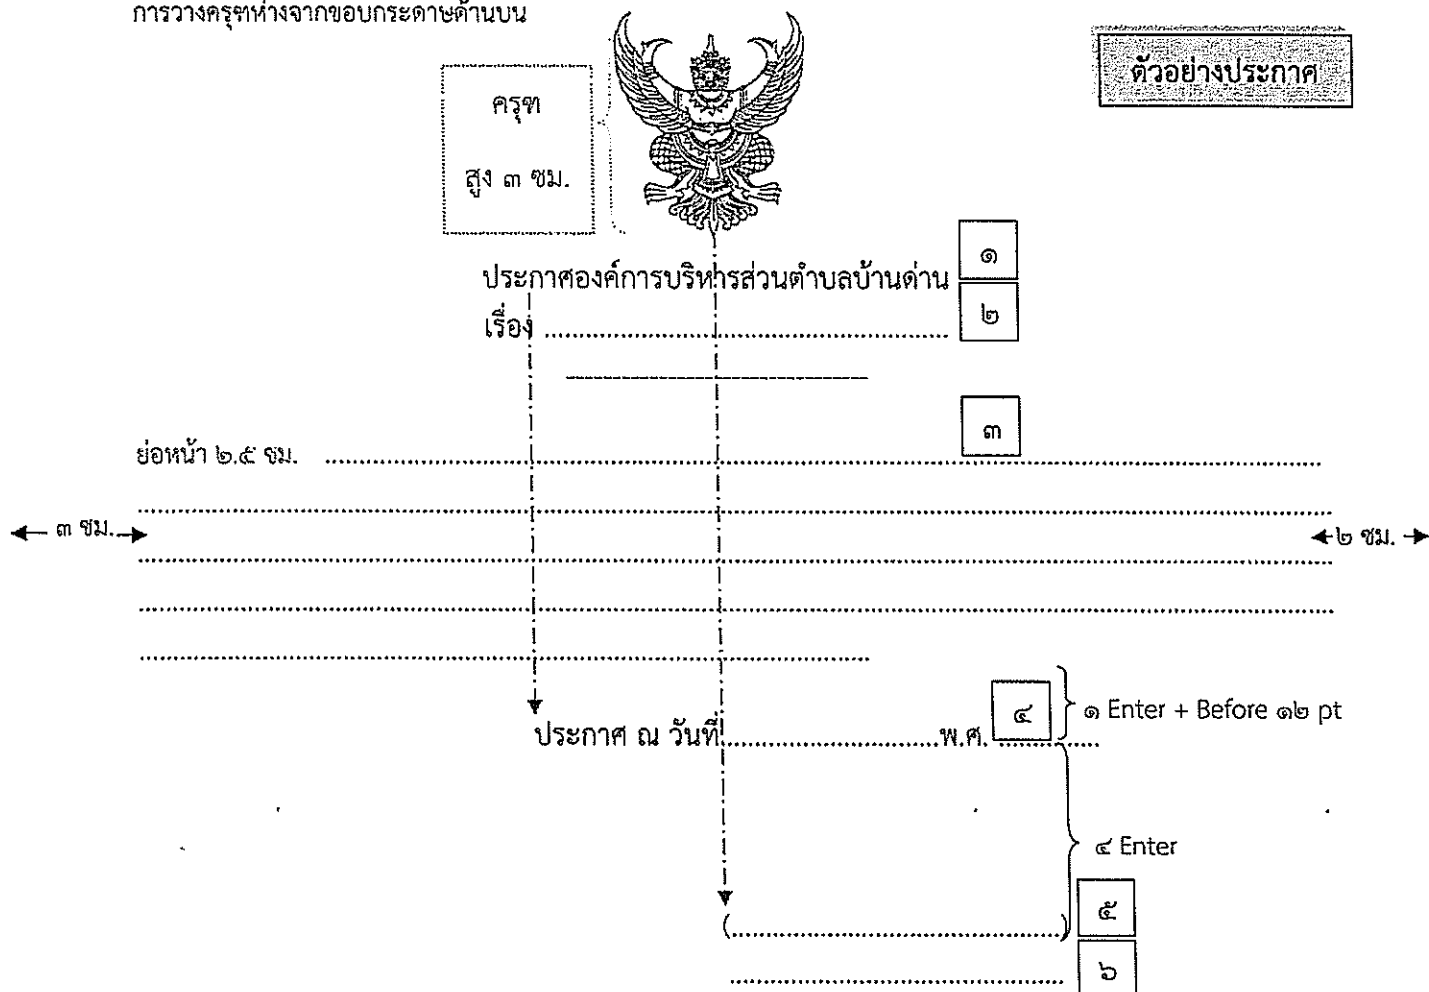 การวางครุฑห่างจากขอบกระดาษด้านบน
ตัวอย่างประกาศ
ครุฑ
สูง ๓ ซม.
๑
ประกาศองค์การบริหารส่วนตำบลบ้านด่าน
๒
เรื่อง ............................................................
๓
ย่อหน้า ๒.๕ ซม. ............................................................
๓ ซม.
๒ ซม.
๔
๑ Enter + Before ๑๒ pt
ประกาศ ณ วันที่..............................พ.ศ. ..............
๔ Enter
๕
(............................................................)
๖
............................................................